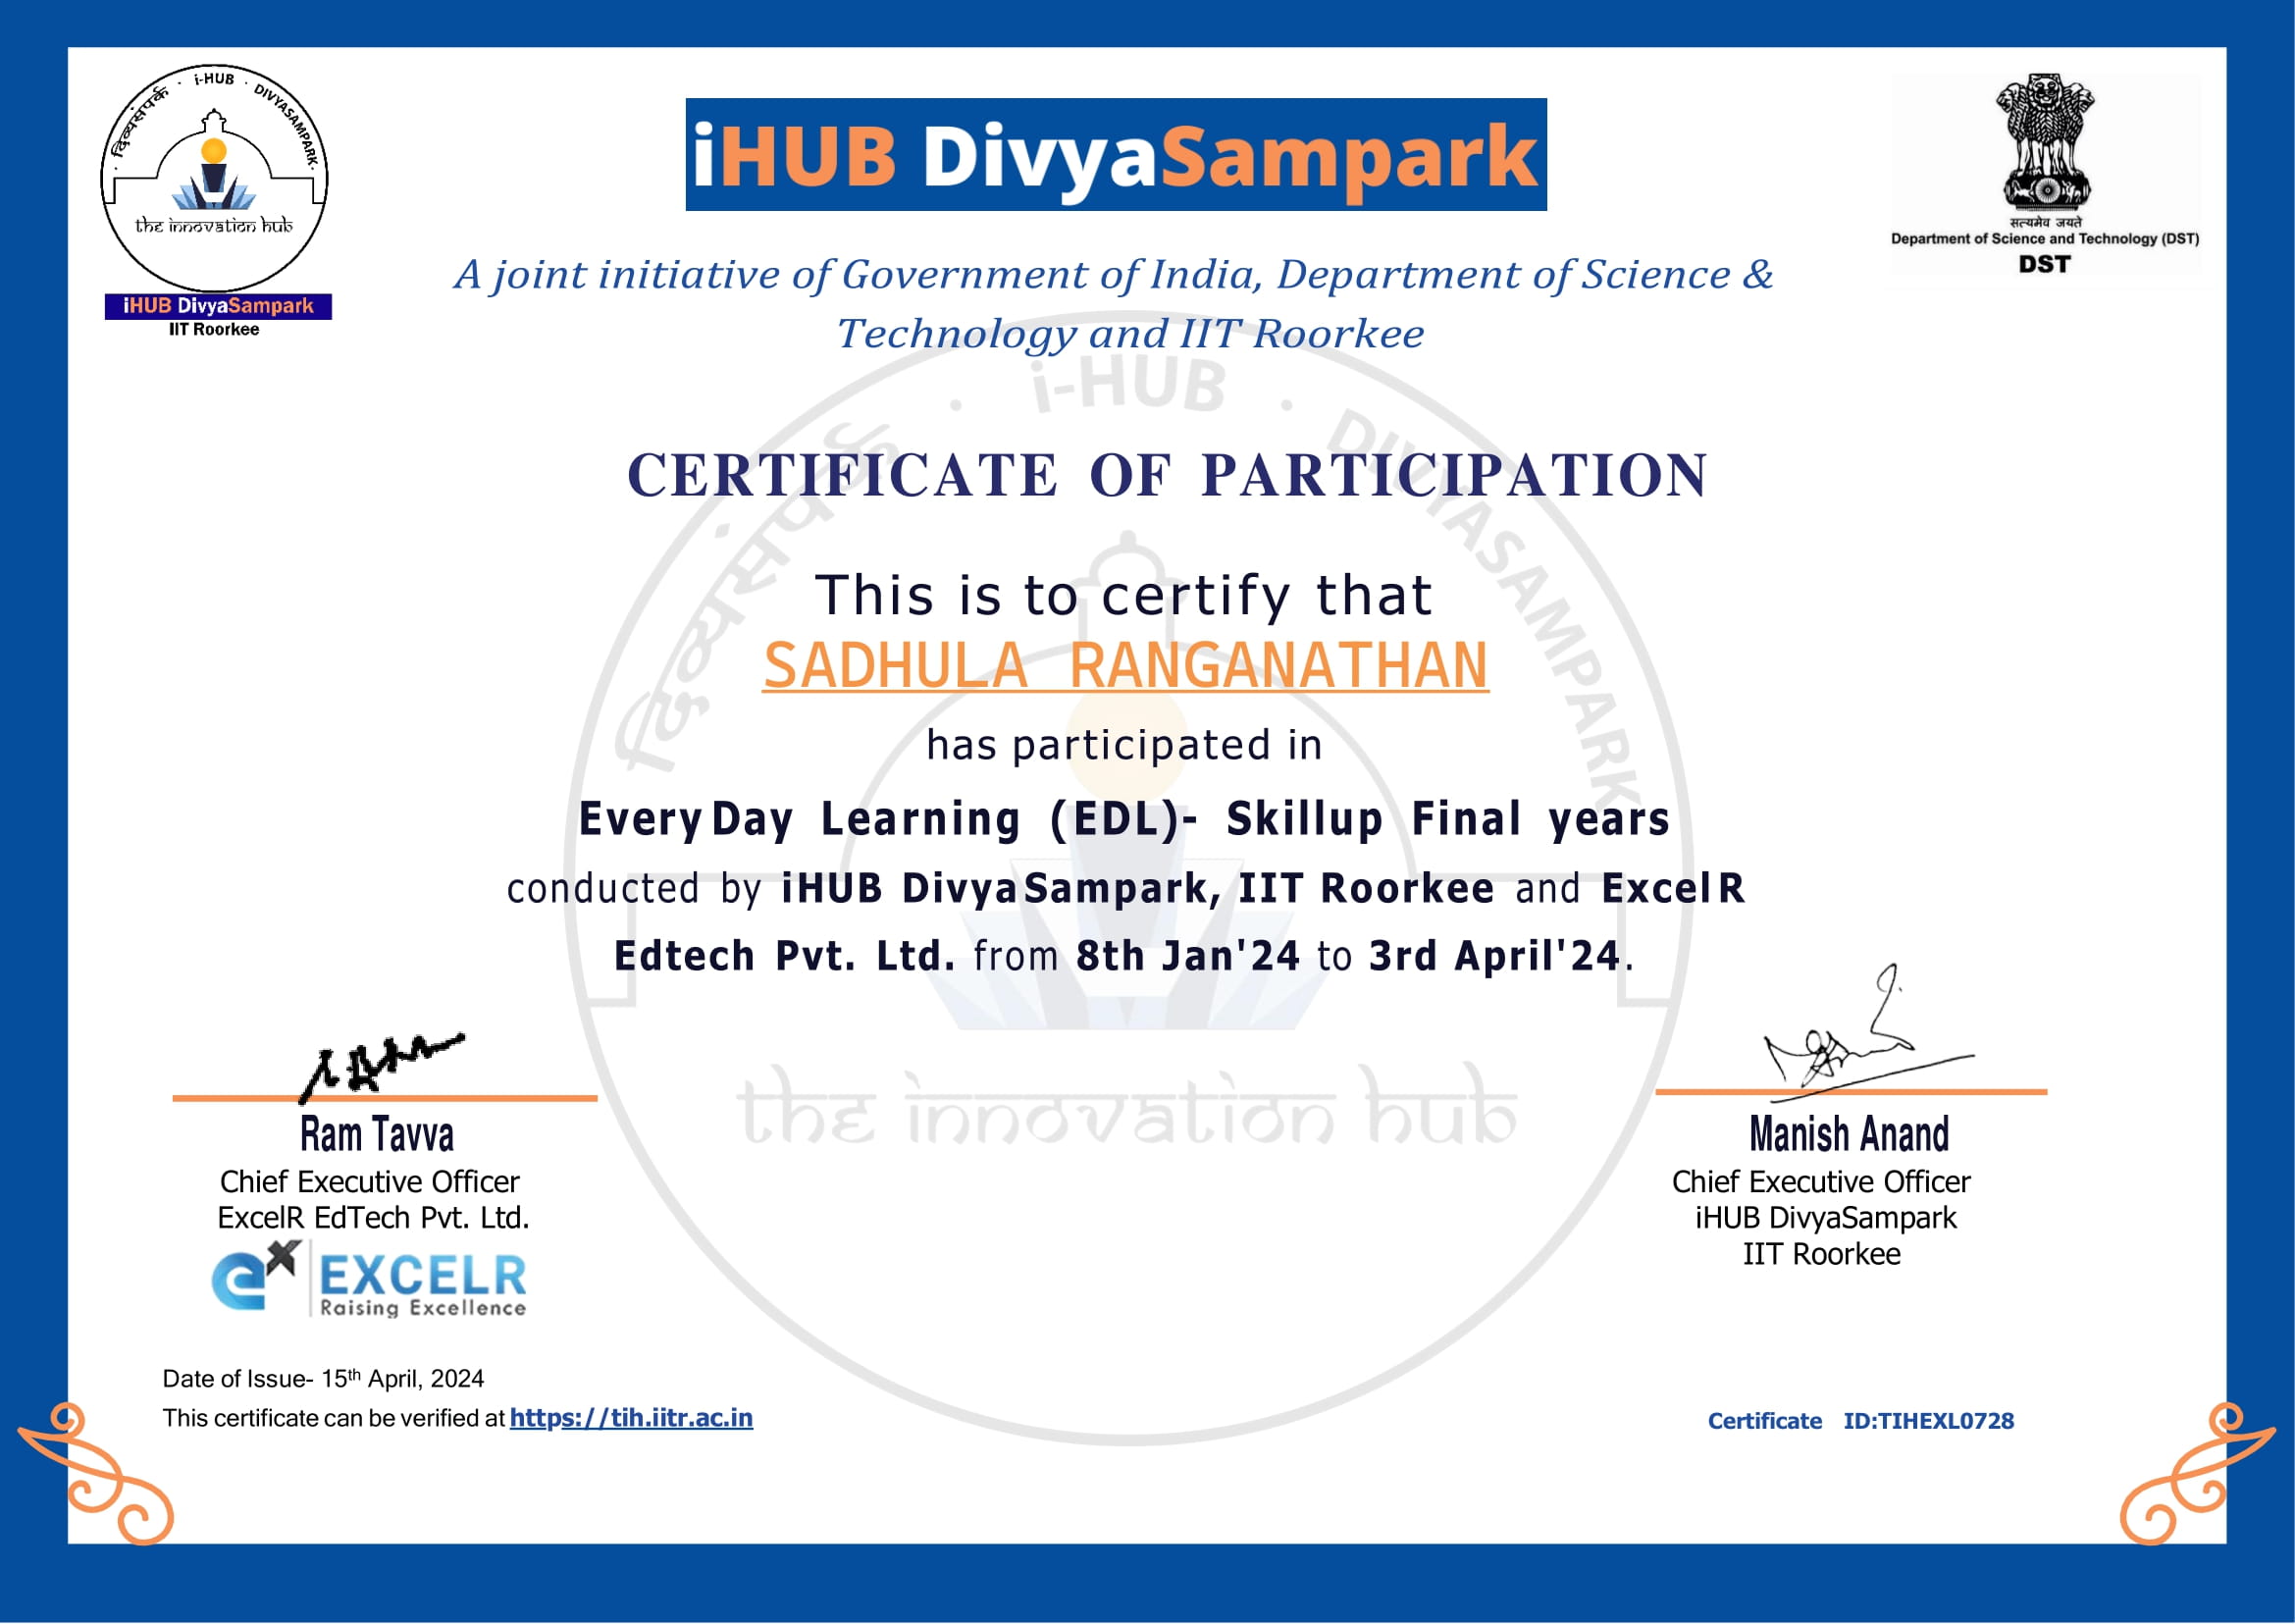 दिव्यसंपर्क · i-HUB · DIVYASAMPARK
the innovation hub
iHUB DivyaSampark
IIT Roorkee
iHUB DivyaSampark
सत्यमेव जयते
Department of Science and Technology (DST)
DST
A joint initiative of Government of India, Department of Science &
Technology and IIT Roorkee
दिव्यसंपर्क · i-HUB · DIVYASAMPARK
CERTIFICATE OF PARTICIPATION
This is to certify that
SADHULA RANGANATHAN
has participated in
EveryDay Learning (EDL)- Skillup Final years
conducted by iHUB DivyaSampark, IIT Roorkee and ExcelR
Edtech Pvt. Ltd. from 8th Jan'24 to 3rd April'24.
the innovation hub
Ram Tavva
Chief Executive Officer
ExcelR EdTech Pvt. Ltd.
ex EXCELR
Raising Excellence
Manish Anand
Chief Executive Officer
iHUB DivyaSampark
IIT Roorkee
Date of Issue- 15th April, 2024
This certificate can be verified at https://tih.iitr.ac.in
Certificate ID:TIHEXL0728